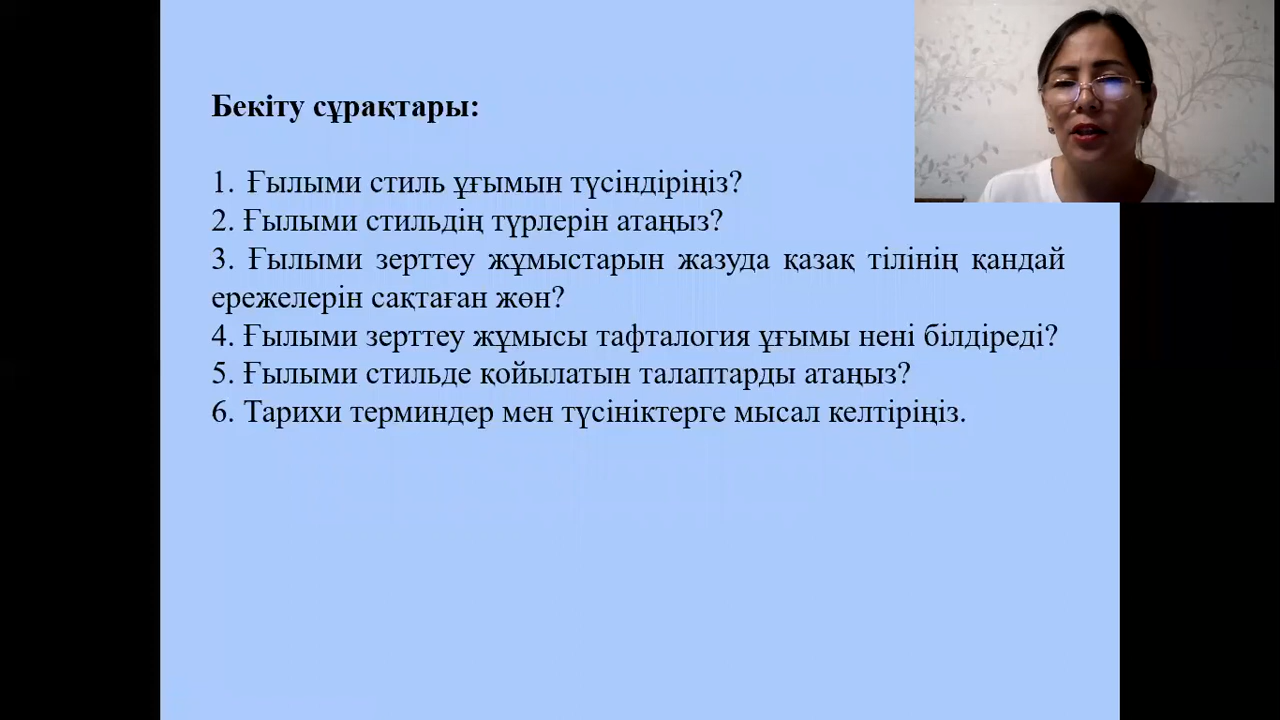 Бекіту сұрақтары:
1. Ғылыми стиль ұғымын түсіндіріңіз?
2. Ғылыми стильдің түрлерін атаңыз?
3. Ғылыми зерттеу жұмыстарын жазуда қазақ тілінің қандай
ережелерін сақтаған жөн?
4. Ғылыми зерттеу жұмысы тафталогия ұғымы нені білдіреді?
5. Ғылыми стильде қойылатын талаптарды атаңыз?
6. Тарихи терминдер мен түсініктерге мысал келтіріңіз.